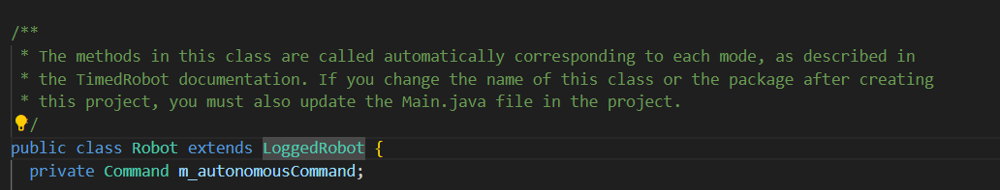 /**
* The methods in this class are called automatically corresponding to each mode, as described in
* the TimedRobot documentation. If you change the name of this class or the package after creating
* this project, you must also update the Main.java file in the project.
*/
public class Robot extends LoggedRobot {
private Command m_autonomousCommand;